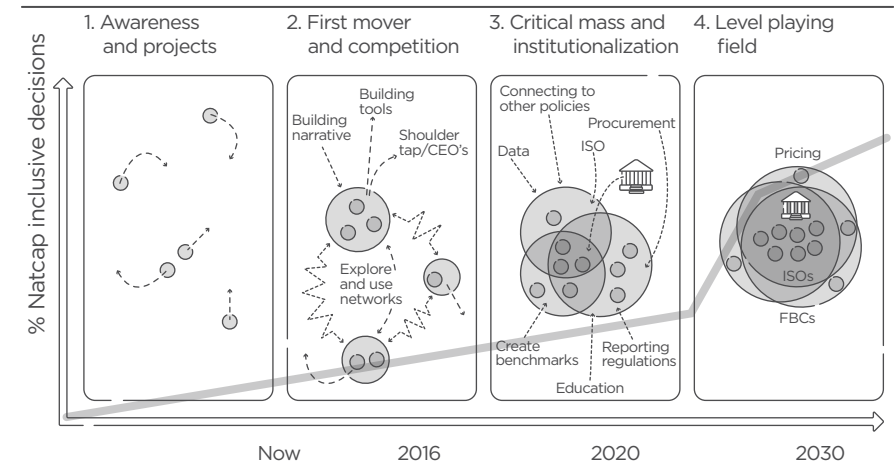 1. Awareness
and projects
2. First mover
and competition
3. Critical mass and
institutionalization
4. Level playing
field
% Natcap inclusive decisions
Building
narrative
Building
tools
Shoulder
tap/CEO's
Explore
and use
networks
Connecting to
other policies
Data
ISO
Procurement
Create
benchmarks
Education
Reporting
regulations
Pricing
ISOs
FBCs
Now
2016
2020
2030